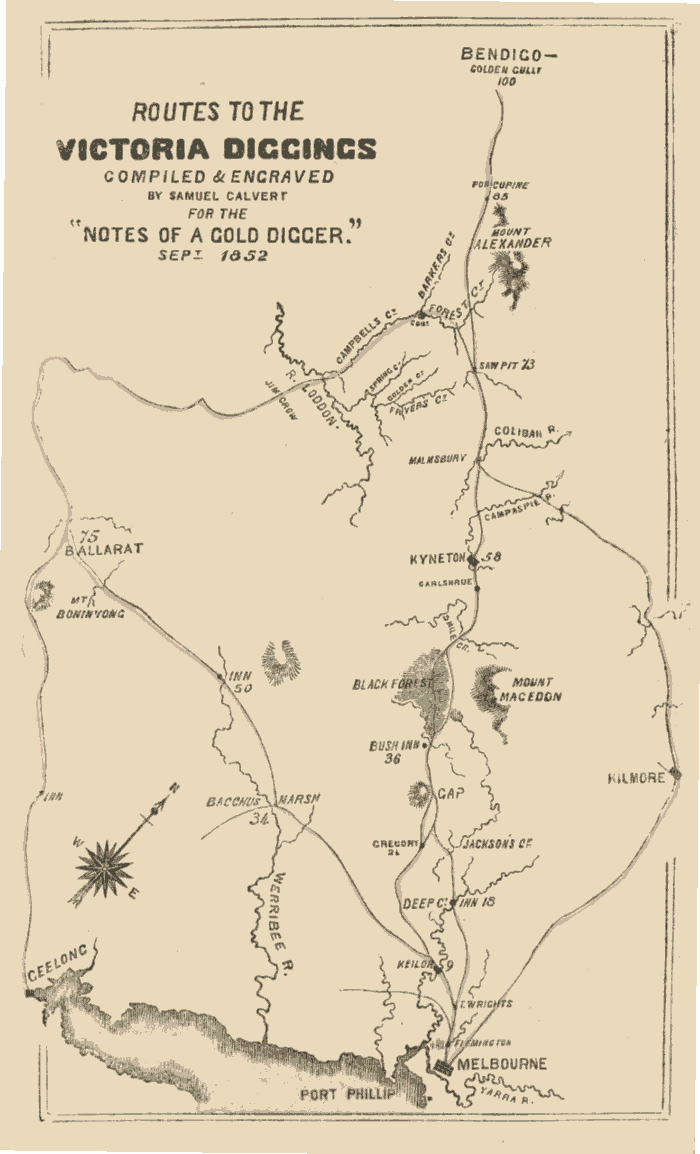 ROUTES TO THE
VICTORIA DIGGINGS
COMPILED & ENGRAVED
BY SAMUEL CALVERT
FOR THE
"NOTES OF A GOLD DIGGER."
SEPT 1852
BENDIGO—
GOLDEN GULLY
100
PORCUPINE
85
MOUNT
ALEXANDER
BARKERS CK
FOREST CK
CAMPBELLS CK
SAW PIT 73
R. LODDON
JIM CROW
SPRING CK
GOLDEN CK
FRYERS CK
COLIBAN R.
MALMSBURY
CAMPASPIE R.
KYNETON 58
CARLSHRUE
75
BALLARAT
MT
BONINYONG
5 MILE CK
INN
50
BLACK FOREST
MOUNT
MACEDON
BUSH INN
36
KILMORE
GAP
INN
BACCHUS MARSH
34
N
W
E
GREGORY
JACKSON'S CK
DEEP CK
INN 18
WERRIBEE R.
GEELONG
KEILOR 9
T. WRIGHTS
FLEMINGTON
MELBOURNE
PORT PHILLIP
YARRA R.